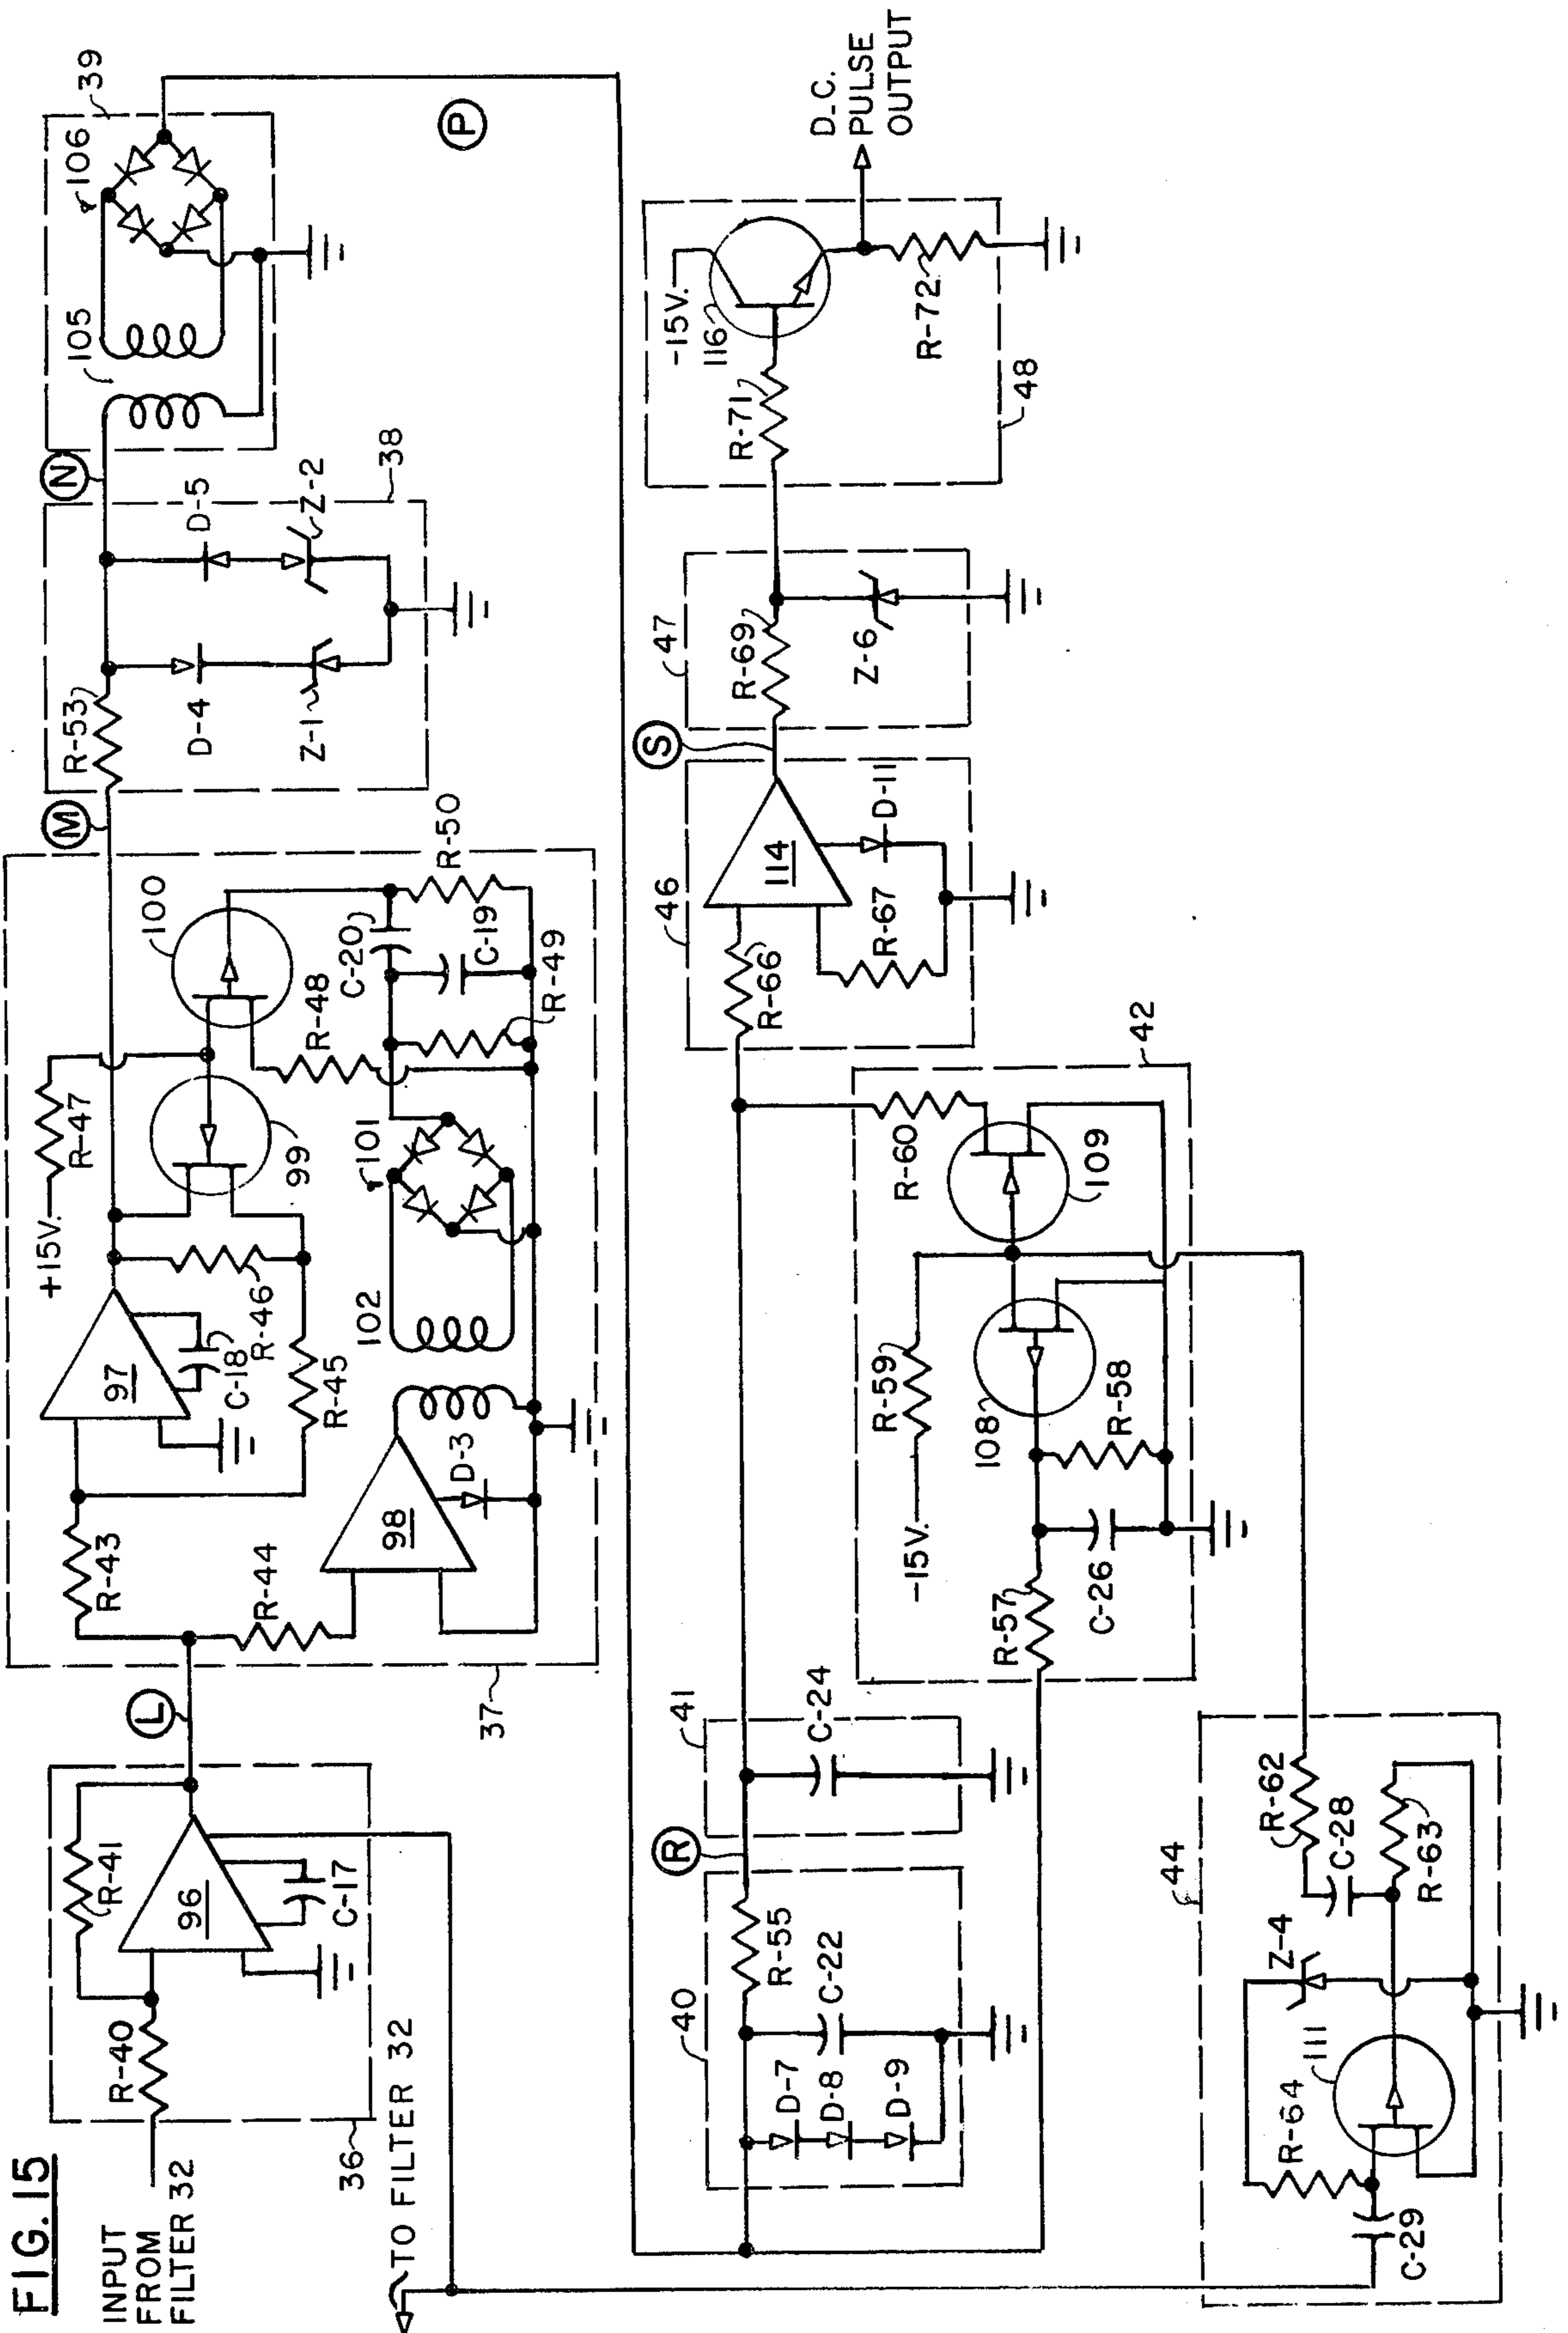 FIG. 15
INPUT
FROM
FILTER 32
TO FILTER 32
36
R-40
R-41
96
C-17
L
37
R-43
R-44
97
C-18
R-46
R-45
+15V.
R-47
99
100
98
D-3
102
101
R-48
C-20
C-19
R-49
R-50
M
R-53
D-4
Z-1
D-5
Z-2
38
N
105
106
39
P
40
D-7
D-8
D-9
C-22
R-55
R
41
C-24
R-57
C-26
-15V.
R-59
108
R-58
R-60
109
42
46
R-66
R-67
114
D-11
S
47
R-69
Z-6
R-71
-15V.
116
R-72
48
D.C.
PULSE
OUTPUT
44
C-29
R-64
111
Z-4
R-62
C-28
R-63